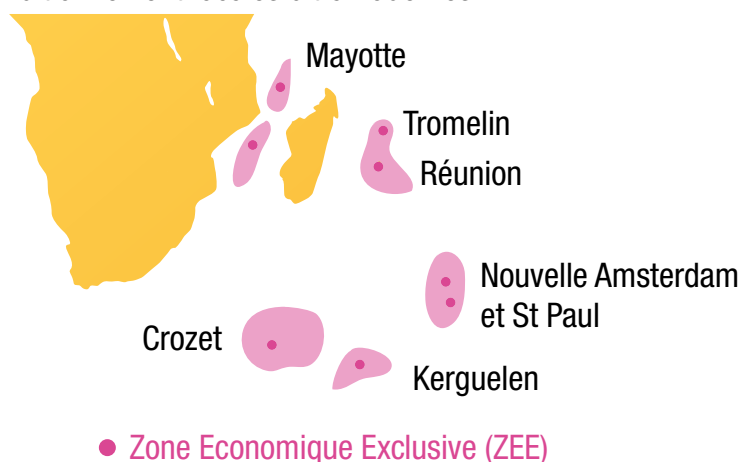 Mayotte
Tromelin
Réunion
Nouvelle Amsterdam
et St Paul
Crozet
Kerguelen
Zone Economique Exclusive (ZEE)